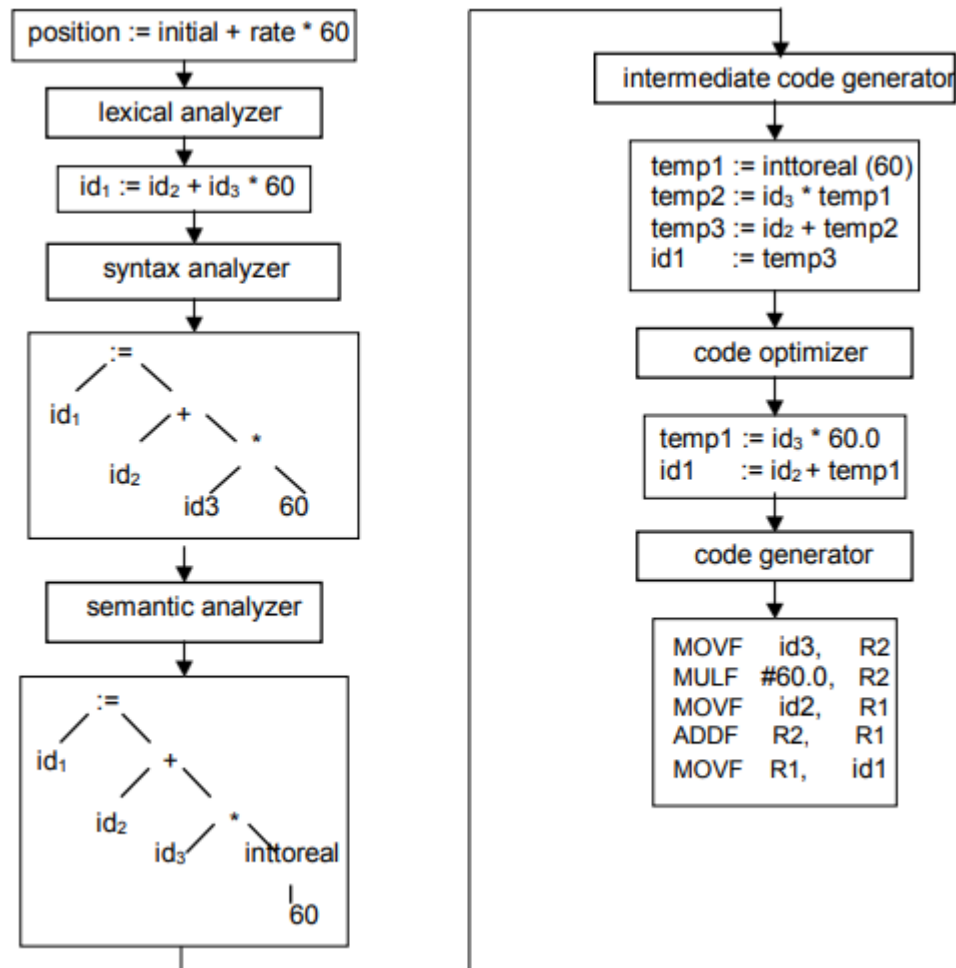 position := initial + rate * 60
lexical analyzer
id₁ := id₂ + id₃ * 60
syntax analyzer
:=
id₁ +
id₂ *
id3 60
semantic analyzer
:=
id₁ +
id₂ *
id₃ inttoreal
60
intermediate code generator
temp1 := inttoreal (60)
temp2 := id₃ * temp1
temp3 := id₂ + temp2
id1 := temp3
code optimizer
temp1 := id₃ * 60.0
id1 := id₂ + temp1
code generator
MOVF id3, R2
MULF #60.0, R2
MOVF id2, R1
ADDF R2, R1
MOVF R1, id1